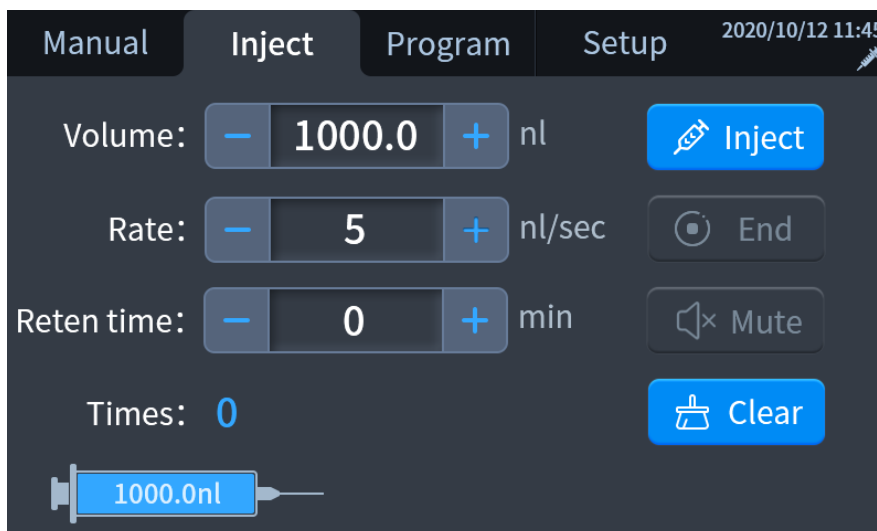 Manual Inject Program Setup 2020/10/12 11:45
Volume: − 1000.0 + nl Inject
Rate: − 5 + nl/sec End
Reten time: − 0 + min Mute
Times: 0 Clear
1000.0nl